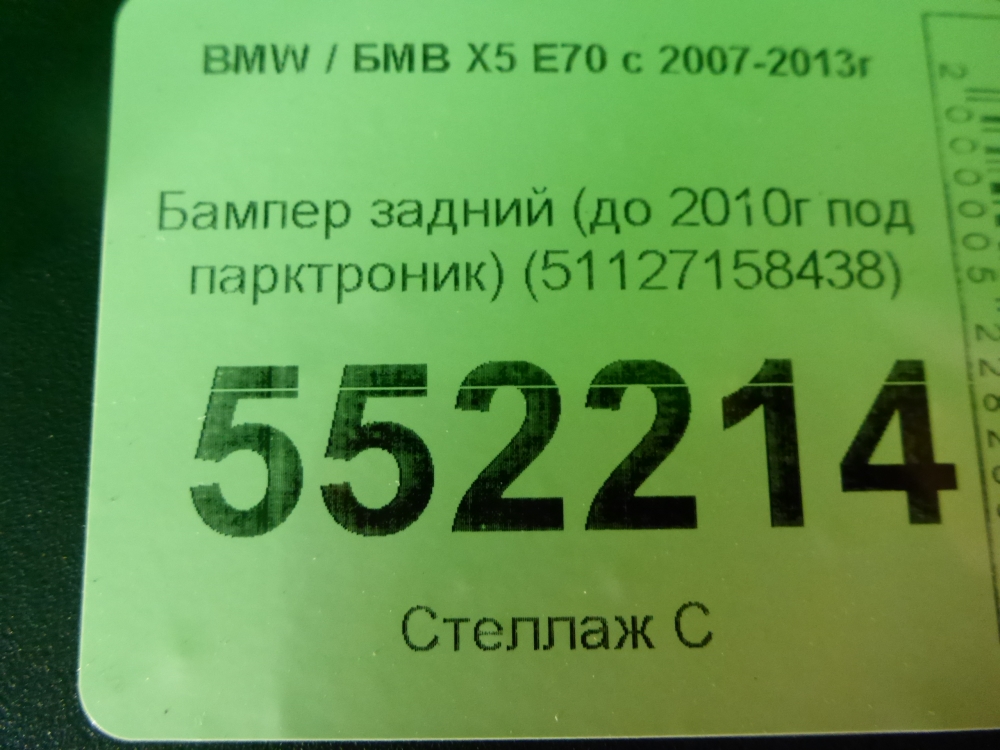 BMW / БМВ X5 E70 с 2007-2013г
Бампер задний (до 2010г под
парктроник) (51127158438)
552214
Стеллаж С